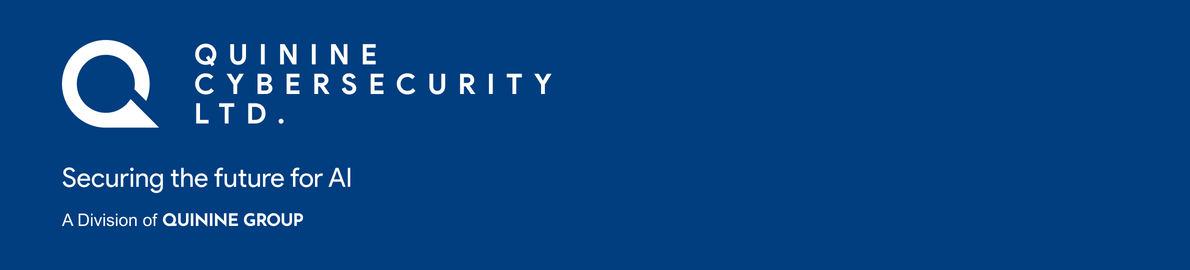 QUININE
CYBERSECURITY
LTD.
Securing the future for AI
A Division of QUININE GROUP